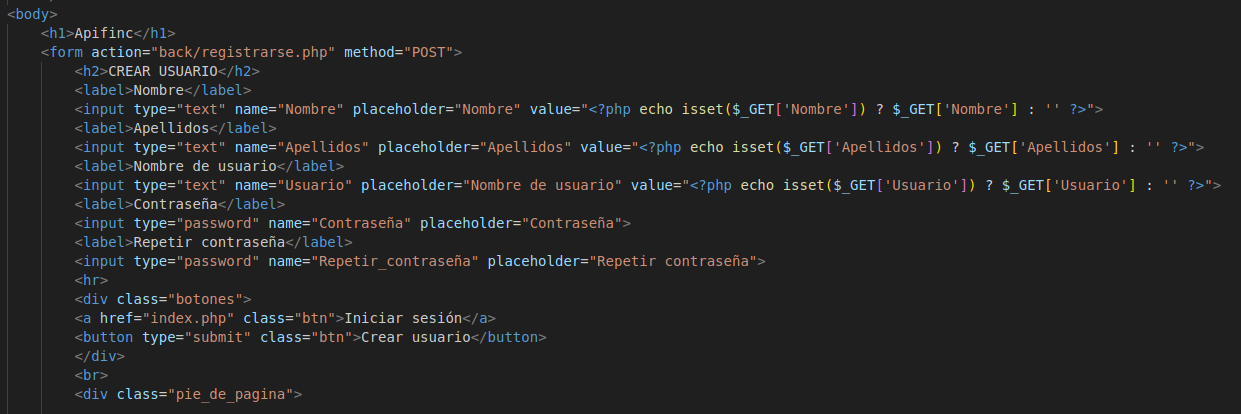 <body>
<h1>Apifinc</h1>
<form action="back/registrarse.php" method="POST">
<h2>CREAR USUARIO</h2>
<label>Nombre</label>
<input type="text" name="Nombre" placeholder="Nombre" value="<?php echo isset($_GET['Nombre']) ? $_GET['Nombre'] : '' ?>">
<label>Apellidos</label>
<input type="text" name="Apellidos" placeholder="Apellidos" value="<?php echo isset($_GET['Apellidos']) ? $_GET['Apellidos'] : '' ?>">
<label>Nombre de usuario</label>
<input type="text" name="Usuario" placeholder="Nombre de usuario" value="<?php echo isset($_GET['Usuario']) ? $_GET['Usuario'] : '' ?>">
<label>Contraseña</label>
<input type="password" name="Contraseña" placeholder="Contraseña">
<label>Repetir contraseña</label>
<input type="password" name="Repetir_contraseña" placeholder="Repetir contraseña">
<hr>
<div class="botones">
<a href="index.php" class="btn">Iniciar sesión</a>
<button type="submit" class="btn">Crear usuario</button>
</div>
<br>
<div class="pie_de_pagina">